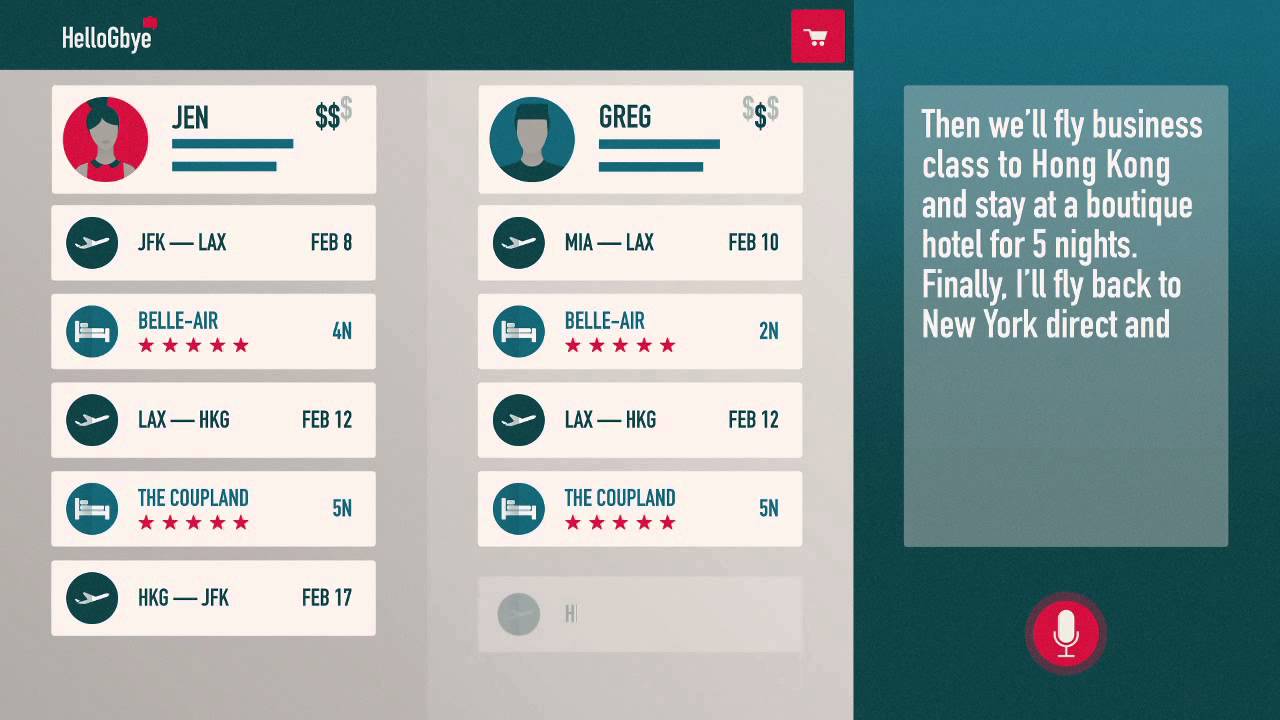 HelloGbye
JEN $$$
JFK — LAX FEB 8
BELLE-AIR 4N
LAX — HKG FEB 12
THE COUPLAND 5N
HKG — JFK FEB 17
GREG $$$
MIA — LAX FEB 10
BELLE-AIR 2N
LAX — HKG FEB 12
THE COUPLAND 5N
H
Then we'll fly business
class to Hong Kong
and stay at a boutique
hotel for 5 nights.
Finally, I'll fly back to
New York direct and